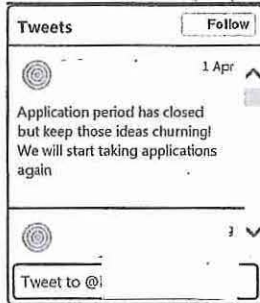 Tweets
Follow
1 Apr
Application period has closed
but keep those ideas churning!
We will start taking applications
again
Tweet to